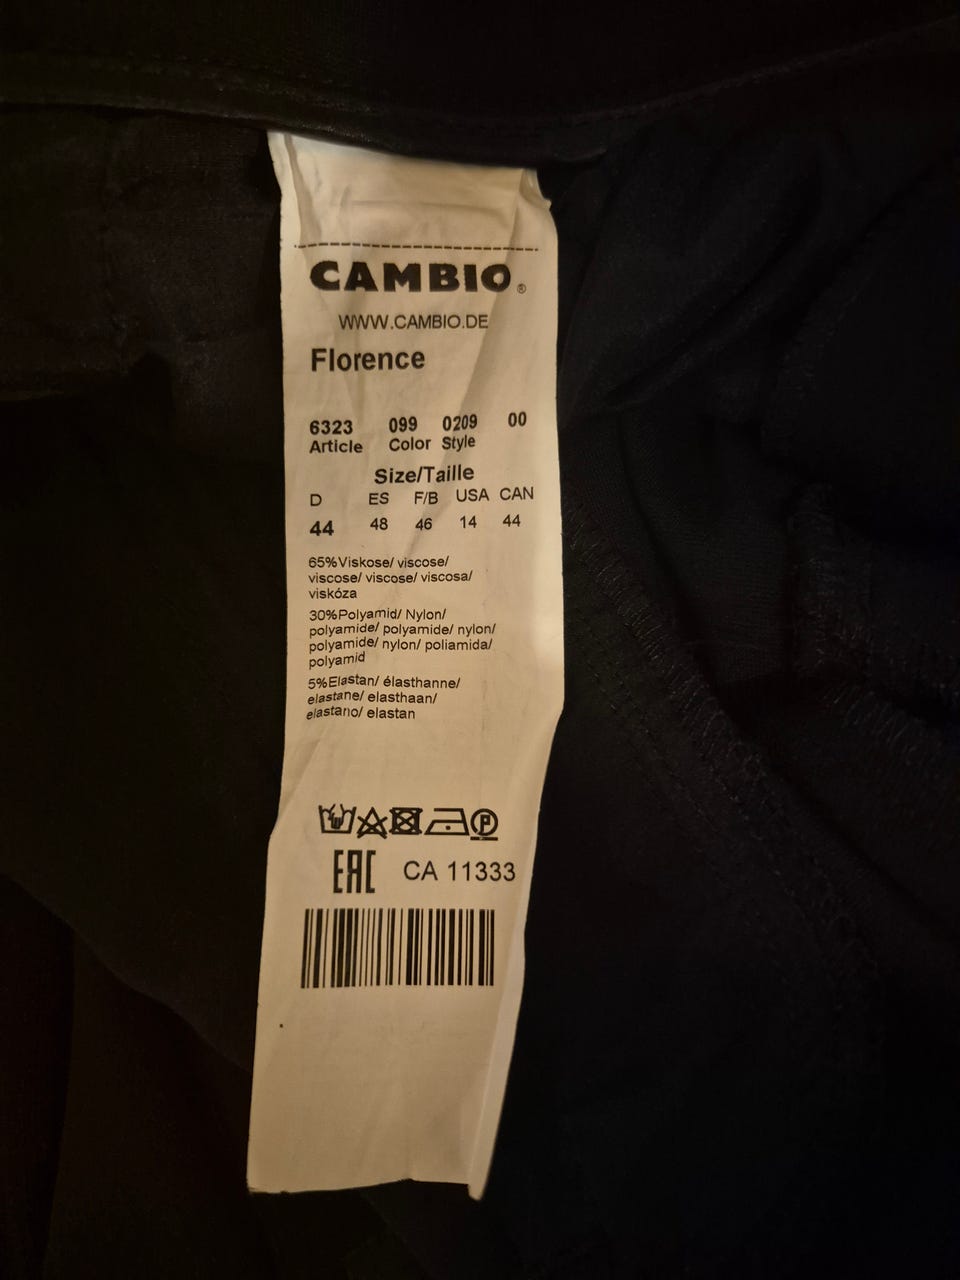 CAMBIO®
WWW.CAMBIO.DE
Florence
6323 099 0209 00
Article Color Style
Size/Taille
D ES F/B USA CAN
44 48 46 14 44
65%Viskose/ viscose/
viscose/ viscose/ viscosa/
viskóza
30%Polyamid/ Nylon/
polyamide/ polyamide/ nylon/
polyamide/ nylon/ poliamida/
polyamid
5%Elastan/ élasthanne/
elastane/ elasthaan/
elastano/ elastan
P
EAC CA 11333